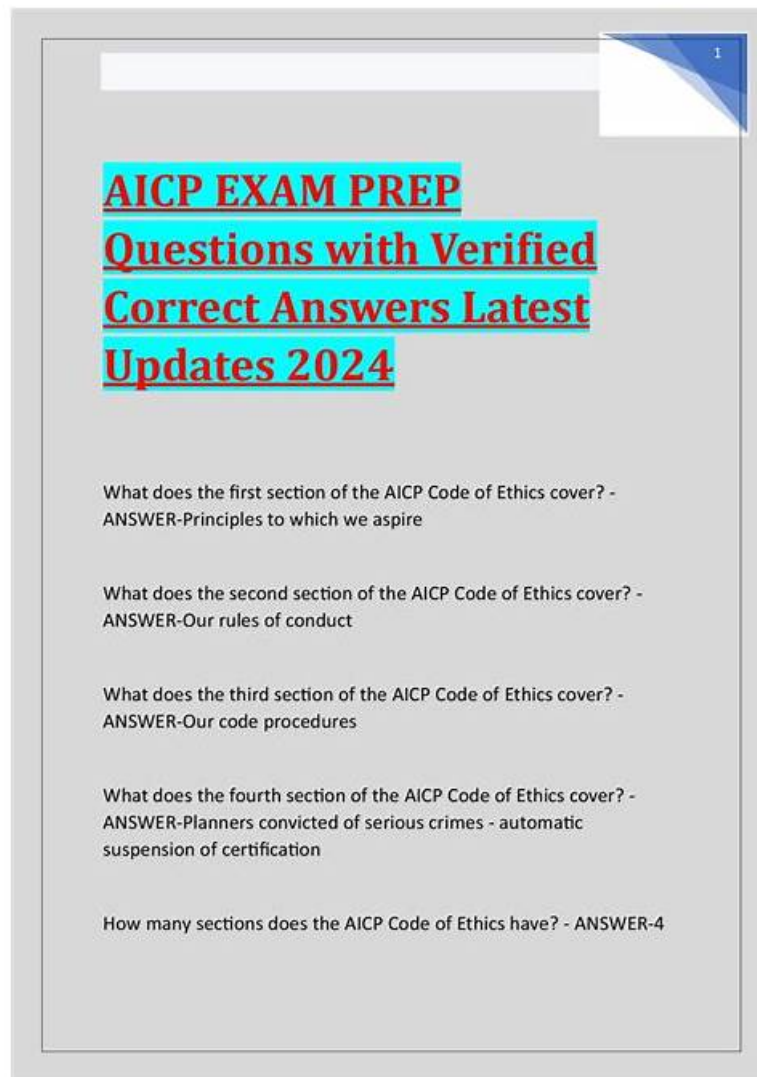 1
AICP EXAM PREP
Questions with Verified
Correct Answers Latest
Updates 2024
What does the first section of the AICP Code of Ethics cover? -
ANSWER-Principles to which we aspire
What does the second section of the AICP Code of Ethics cover? -
ANSWER-Our rules of conduct
What does the third section of the AICP Code of Ethics cover? -
ANSWER-Our code procedures
What does the fourth section of the AICP Code of Ethics cover? -
ANSWER-Planners convicted of serious crimes - automatic
suspension of certification
How many sections does the AICP Code of Ethics have? - ANSWER-4